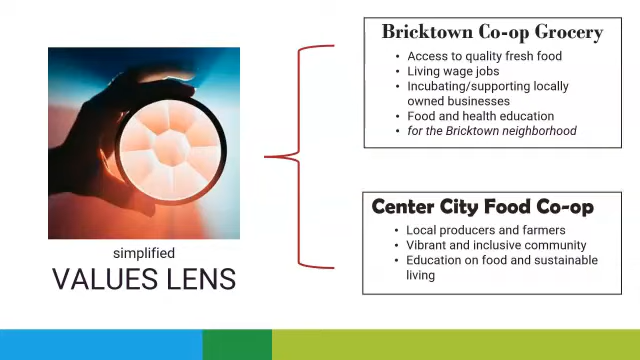 Bricktown Co-op Grocery
• Access to quality fresh food
• Living wage jobs
• Incubating/supporting locally
owned businesses
• Food and health education
• for the Bricktown neighborhood
simplified
VALUES LENS
Center City Food Co-op
• Local producers and farmers
• Vibrant and inclusive community
• Education on food and sustainable
living